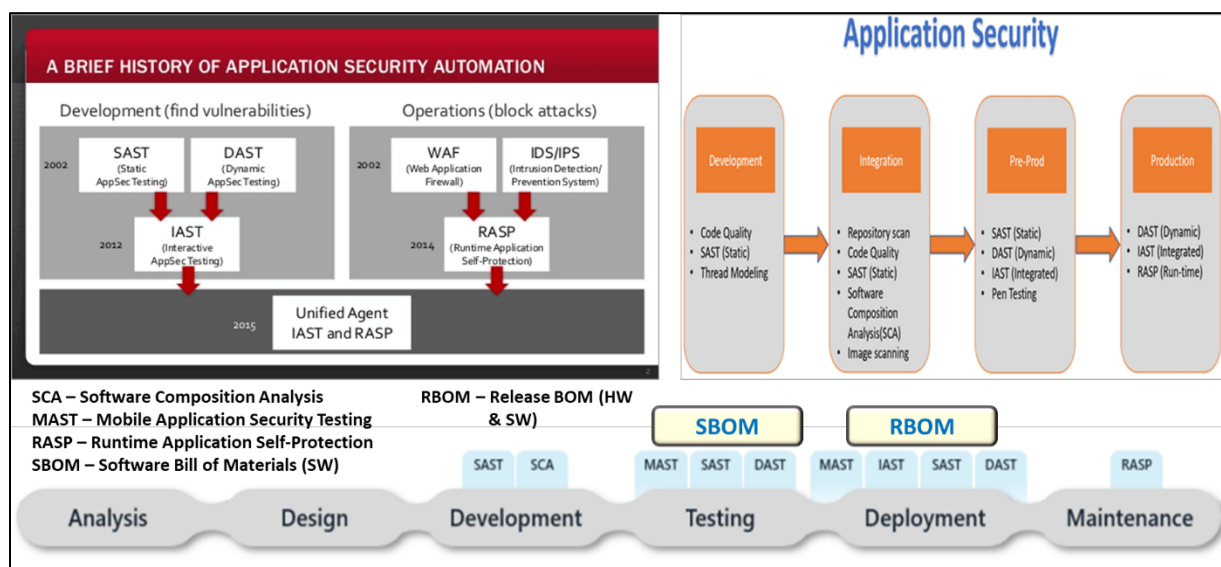 A BRIEF HISTORY OF APPLICATION SECURITY AUTOMATION
Development (find vulnerabilities)
Operations (block attacks)
2002
SAST
(Static
AppSec Testing)
DAST
(Dynamic
AppSec Testing)
2002
WAF
(Web Application
Firewall)
IDS/IPS
(Intrusion Detection/
Prevention System)
2012
IAST
(Interactive
AppSec Testing)
2014
RASP
(Runtime Application
Self-Protection)
2015
Unified Agent
IAST and RASP
2
Application Security
Development
Integration
Pre-Prod
Production
• Code Quality
• SAST (Static)
• Thread Modeling
• Repository scan
• Code Quality
• SAST (Static)
• Software
Composition
Analysis(SCA)
• Image scanning
• SAST (Static)
• DAST (Dynamic)
• IAST (Integrated)
• Pen Testing
• DAST (Dynamic)
• IAST (Integrated)
• RASP (Run-time)
SCA – Software Composition Analysis
MAST – Mobile Application Security Testing
RASP – Runtime Application Self-Protection
SBOM – Software Bill of Materials (SW)
RBOM – Release BOM (HW
& SW)
SBOM
RBOM
SAST
SCA
MAST
SAST
DAST
MAST
IAST
SAST
DAST
RASP
Analysis
Design
Development
Testing
Deployment
Maintenance